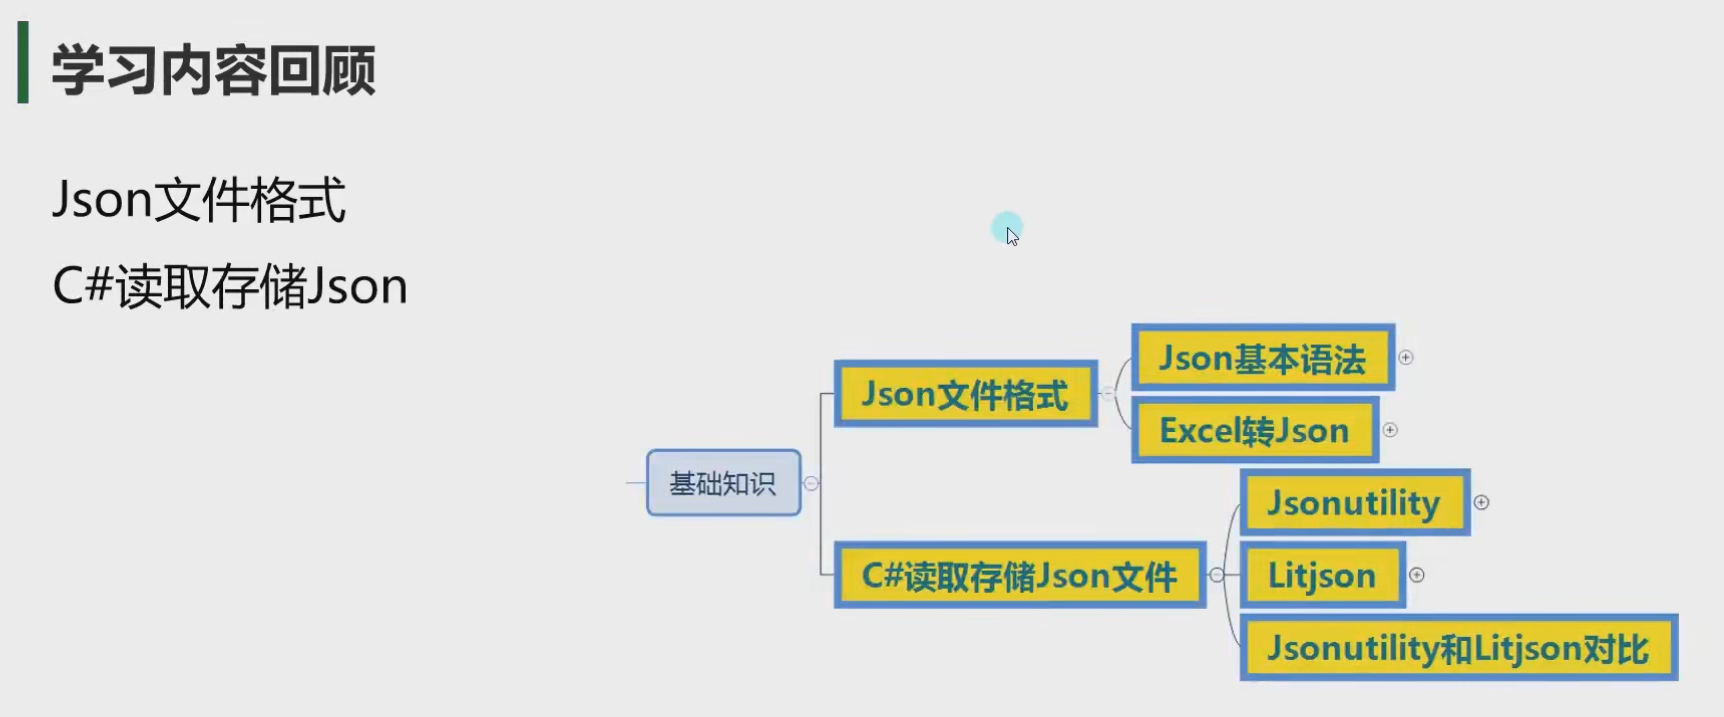 学习内容回顾
Json文件格式
C#读取存储Json
基础知识
Json文件格式
Json基本语法
Excel转Json
C#读取存储Json文件
Jsonutility
Litjson
Jsonutility和Litjson对比